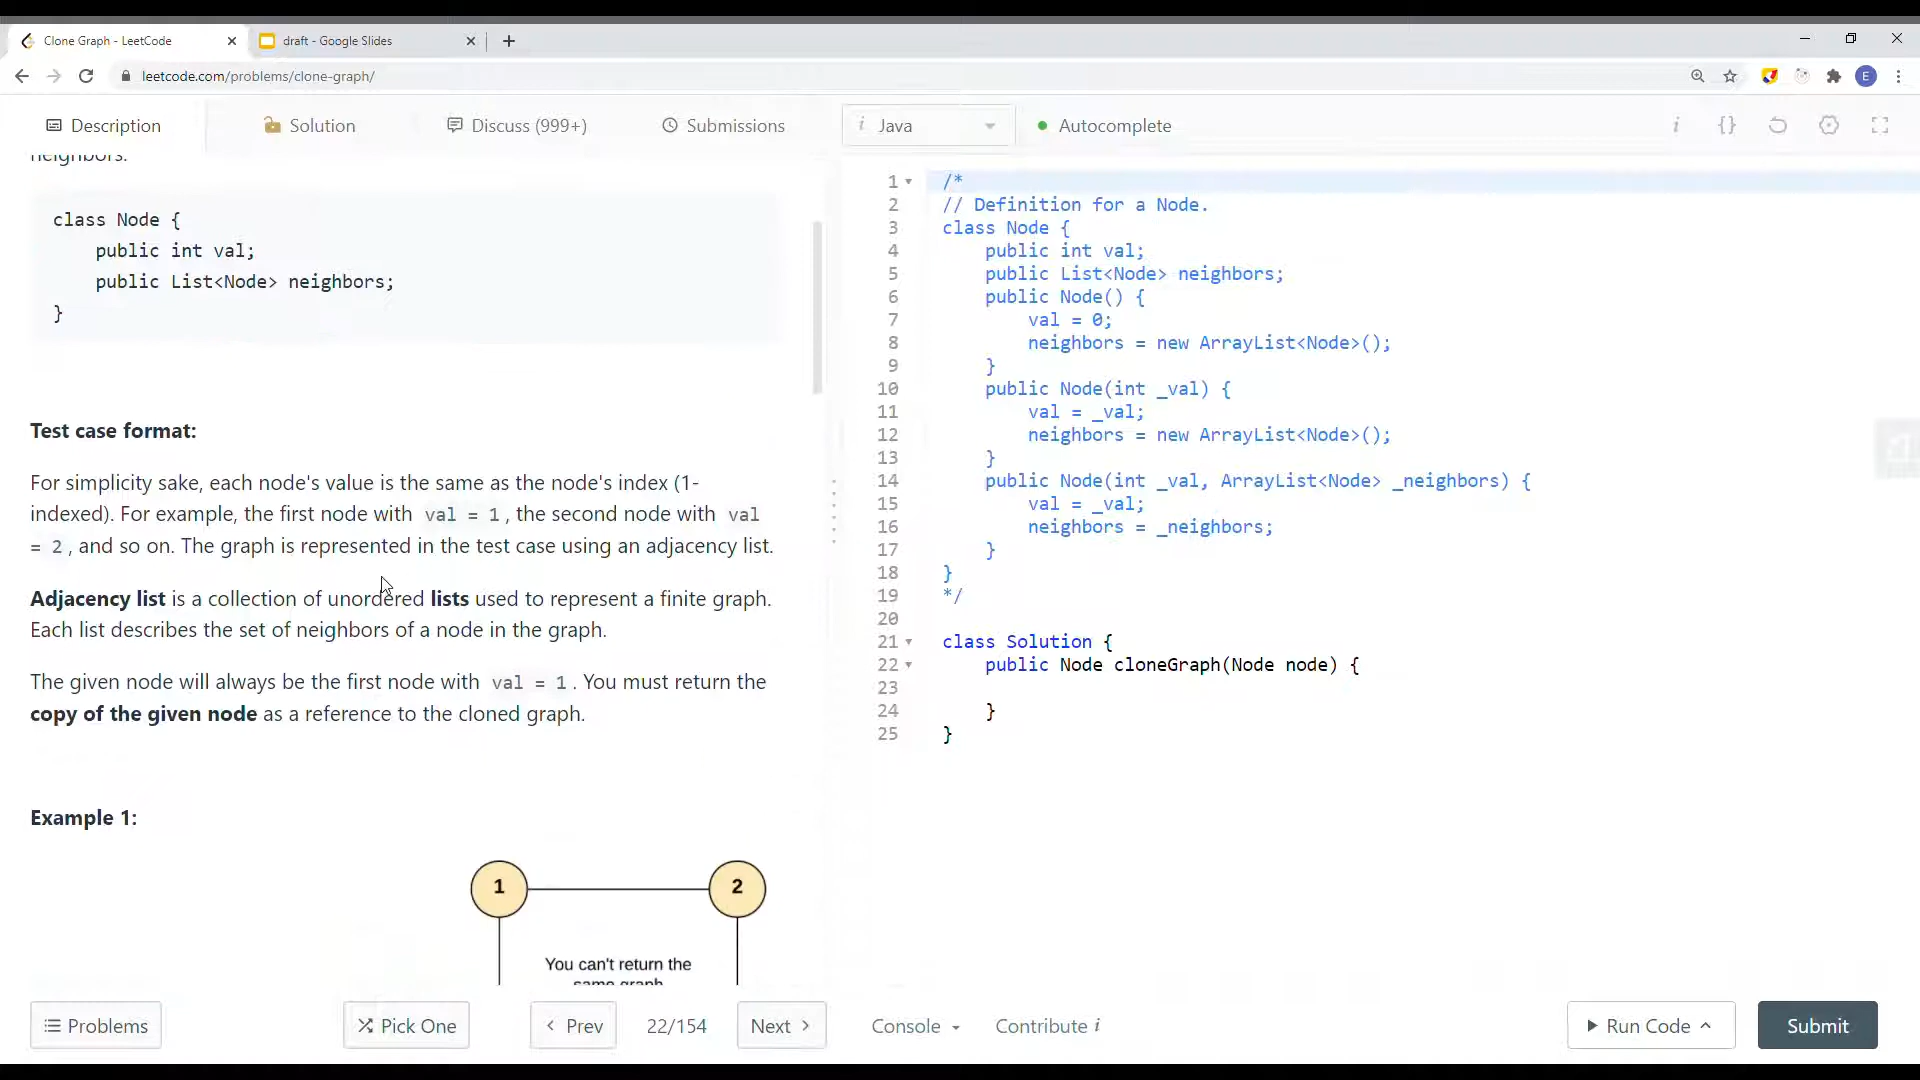 Clone Graph - LeetCode
draft - Google Slides
leetcode.com/problems/clone-graph/
E
Description
Solution
Discuss (999+)
Submissions
i Java
Autocomplete
i {}
neighbors.
class Node {
public int val;
public List<Node> neighbors;
}
Test case format:
For simplicity sake, each node's value is the same as the node's index (1-
indexed). For example, the first node with val = 1, the second node with val
= 2, and so on. The graph is represented in the test case using an adjacency list.
Adjacency list is a collection of unordered lists used to represent a finite graph.
Each list describes the set of neighbors of a node in the graph.
The given node will always be the first node with val = 1. You must return the
copy of the given node as a reference to the cloned graph.
Example 1:
1
2
You can't return the
same graph
1 /*
2 // Definition for a Node.
3 class Node {
4 public int val;
5 public List<Node> neighbors;
6 public Node() {
7 val = 0;
8 neighbors = new ArrayList<Node>();
9 }
10 public Node(int _val) {
11 val = _val;
12 neighbors = new ArrayList<Node>();
13 }
14 public Node(int _val, ArrayList<Node> _neighbors) {
15 val = _val;
16 neighbors = _neighbors;
17 }
18 }
19 */
20
21 class Solution {
22 public Node cloneGraph(Node node) {
23
24 }
25 }
Problems
Pick One
Prev
22/154
Next
Console
Contribute i
Run Code
Submit